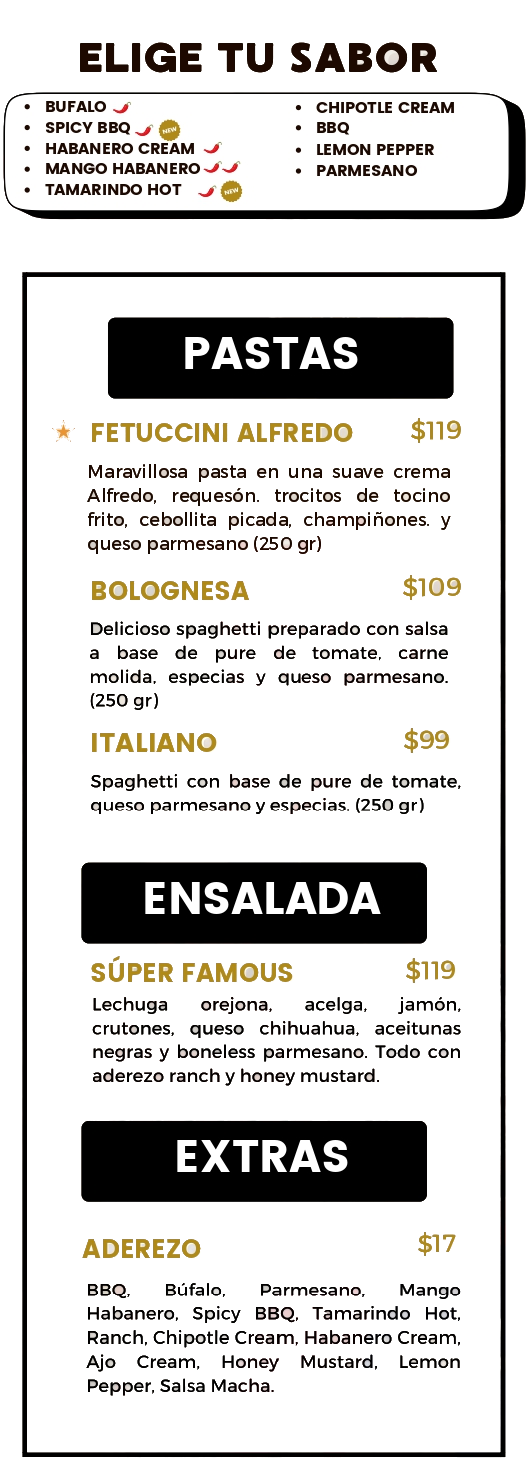 ELIGE TU SABOR
• BUFALO
• SPICY BBQ NEW
• HABANERO CREAM
• MANGO HABANERO
• TAMARINDO HOT NEW
• CHIPOTLE CREAM
• BBQ
• LEMON PEPPER
• PARMESANO
PASTAS
FETUCCINI ALFREDO $119
Maravillosa pasta en una suave crema
Alfredo, requesón. trocitos de tocino
frito, cebollita picada, champiñones. y
queso parmesano (250 gr)
BOLOGNESA $109
Delicioso spaghetti preparado con salsa
a base de pure de tomate, carne
molida, especias y queso parmesano.
(250 gr)
ITALIANO $99
Spaghetti con base de pure de tomate,
queso parmesano y especias. (250 gr)
ENSALADA
SÚPER FAMOUS $119
Lechuga orejona, acelga, jamón,
crutones, queso chihuahua, aceitunas
negras y boneless parmesano. Todo con
aderezo ranch y honey mustard.
EXTRAS
ADEREZO $17
BBQ, Búfalo, Parmesano, Mango
Habanero, Spicy BBQ, Tamarindo Hot,
Ranch, Chipotle Cream, Habanero Cream,
Ajo Cream, Honey Mustard, Lemon
Pepper, Salsa Macha.